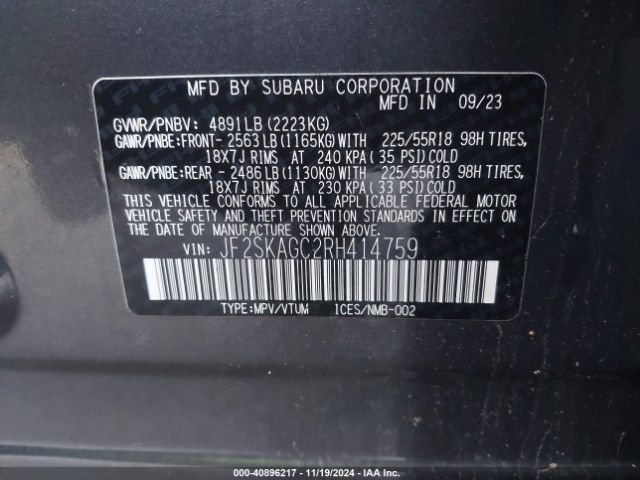 MFD BY SUBARU CORPORATION
MFD IN 09/23
GVWR/PNBV: 4891LB(2223KG)
GAWR/PNBE:FRONT- 2563LB(1165KG)WITH 225/55R18 98H TIRES,
18X7J RIMS AT 240 KPA(35 PSI)COLD
GAWR/PNBE:REAR - 2486LB(1130KG)WITH 225/55R18 98H TIRES,
18X7J RIMS AT 230 KPA(33 PSI)COLD
THIS VEHICLE CONFORMS TO ALL APPLICABLE FEDERAL MOTOR
VEHICLE SAFETY AND THEFT PREVENTION STANDARDS
IN EFFECT ON THE DATE OF MANUFACTURE SHOWN ABOVE.
VIN: JF2SKAGC2RH414759
TYPE:MPV/VTUM ICES/NMB-002
000-40896217 - 11/19/2024 - IAA Inc.